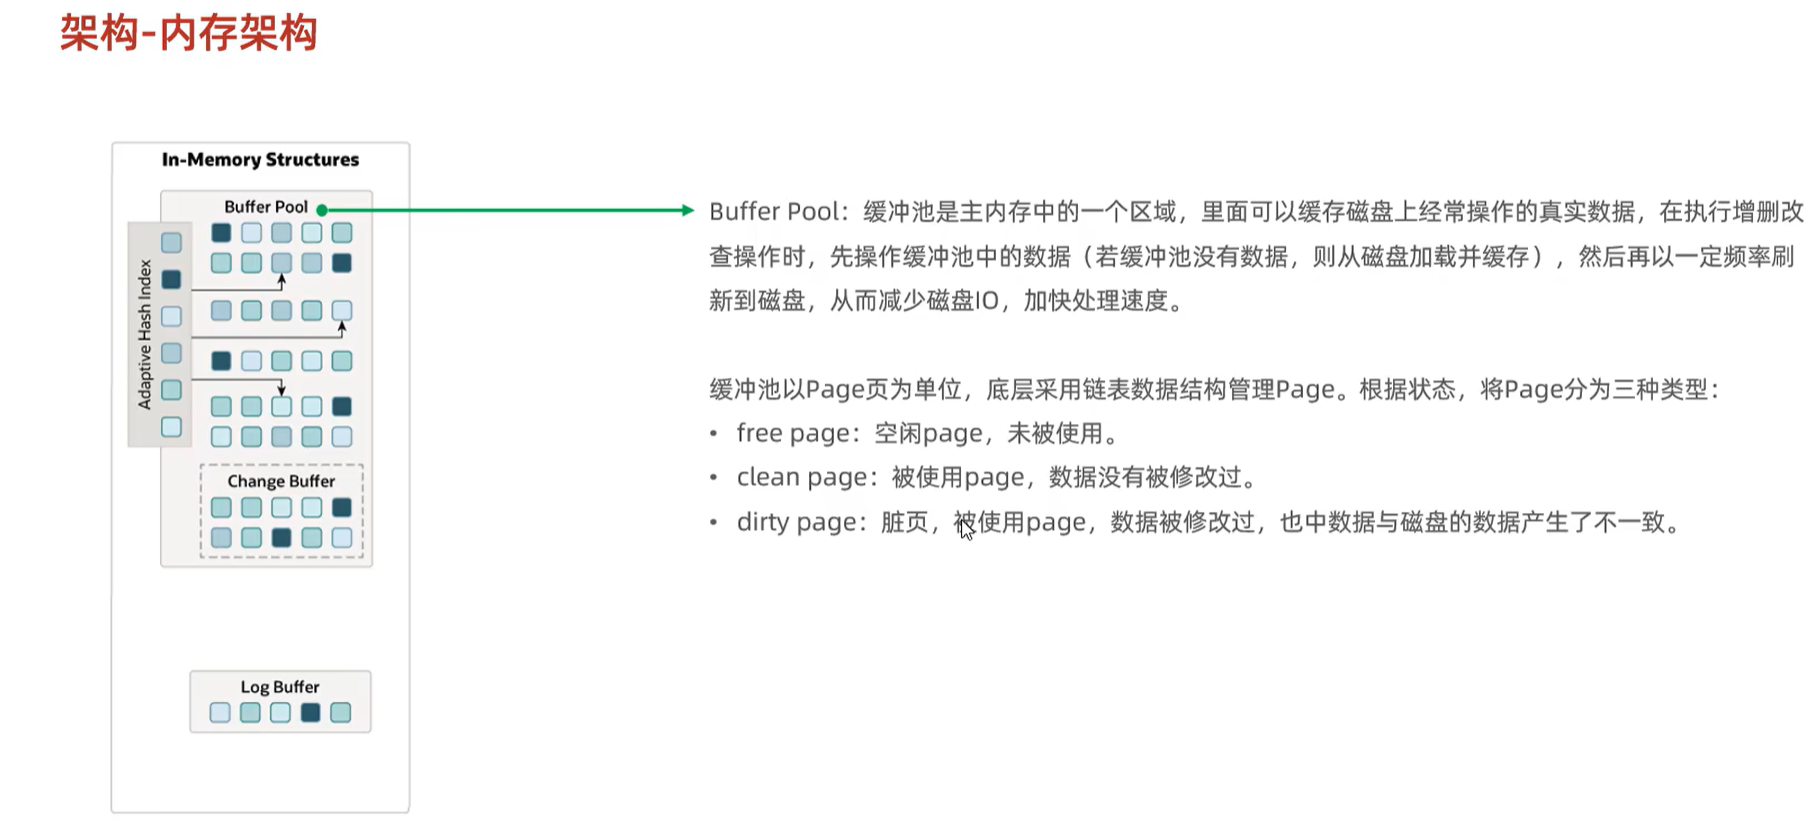 架构-内存架构
In-Memory Structures
Buffer Pool
Adaptive Hash Index
Change Buffer
Log Buffer
Buffer Pool：缓冲池是主内存中的一个区域，里面可以缓存磁盘上经常操作的真实数据，在执行增删改
查操作时，先操作缓冲池中的数据（若缓冲池没有数据，则从磁盘加载并缓存），然后再以一定频率刷
新到磁盘，从而减少磁盘IO，加快处理速度。
缓冲池以Page页为单位，底层采用链表数据结构管理Page。根据状态，将Page分为三种类型：
• free page：空闲page，未被使用。
• clean page：被使用page，数据没有被修改过。
• dirty page：脏页，被使用page，数据被修改过，也中数据与磁盘的数据产生了不一致。